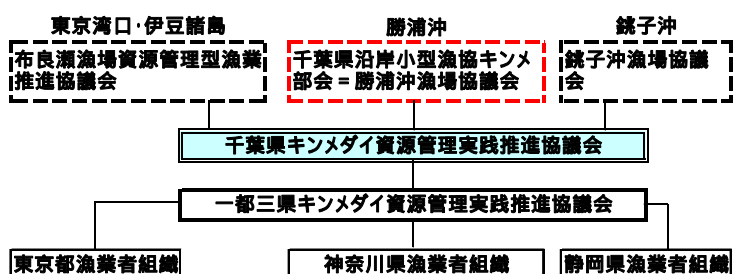 東京湾口･伊豆諸島
勝浦沖
銚子沖
布良瀬漁場資源管理型漁業
推進協議会
千葉県沿岸小型漁協キンメ
部会＝勝浦沖漁場協議会
銚子沖漁場協議
会
千葉県キンメダイ資源管理実践推進協議会
一都三県キンメダイ資源管理実践推進協議会
東京都漁業者組織
神奈川県漁業者組織
静岡県漁業者組織